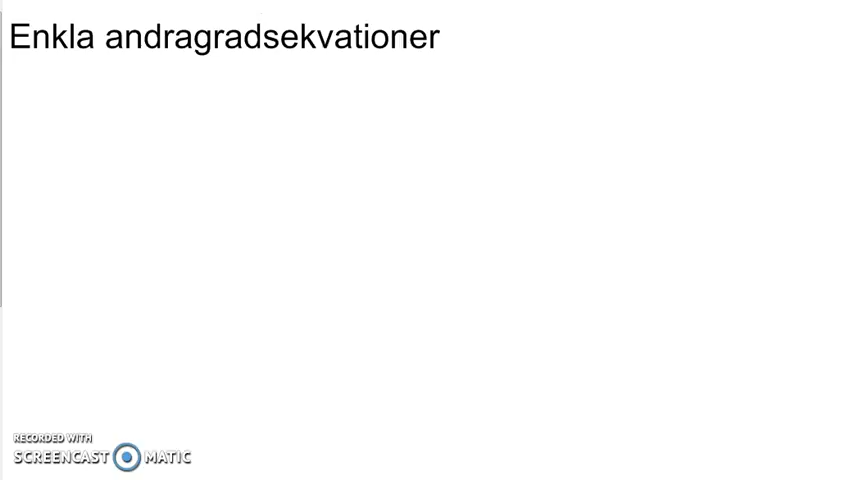 Enkla andragradsekvationer
RECORDED WITH
SCREENCAST MATIC